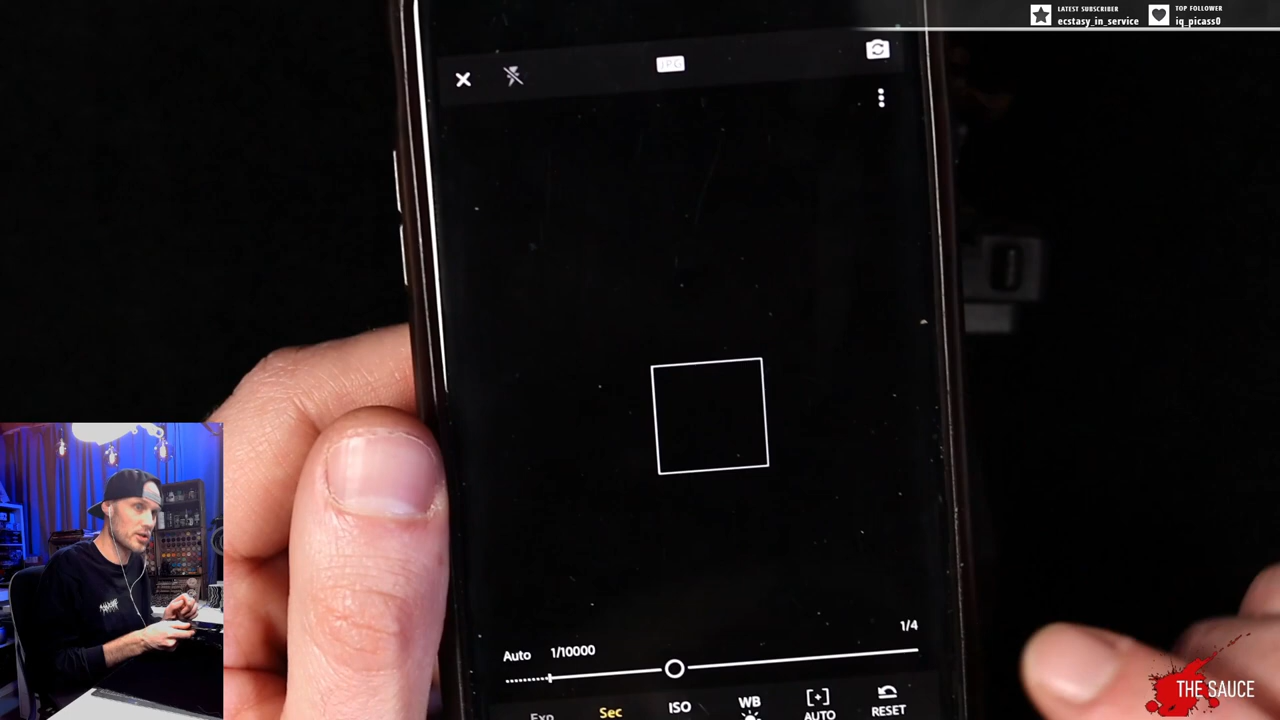 LATEST SUBSCRIBER
ecstasy_in_service
TOP FOLLOWER
iq_picass0
JPG
1/4
Auto
1/10000
Exp
Sec
ISO
WB
AUTO
RESET
THE SAUCE